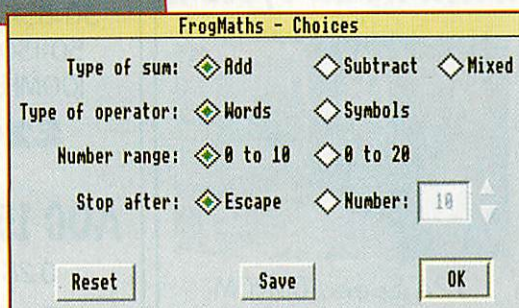 FrogMaths - Choices
Type of sum: Add Subtract Mixed
Type of operator: Words Symbols
Number range: 0 to 10 0 to 20
Stop after: Escape Number: 10
Reset Save OK